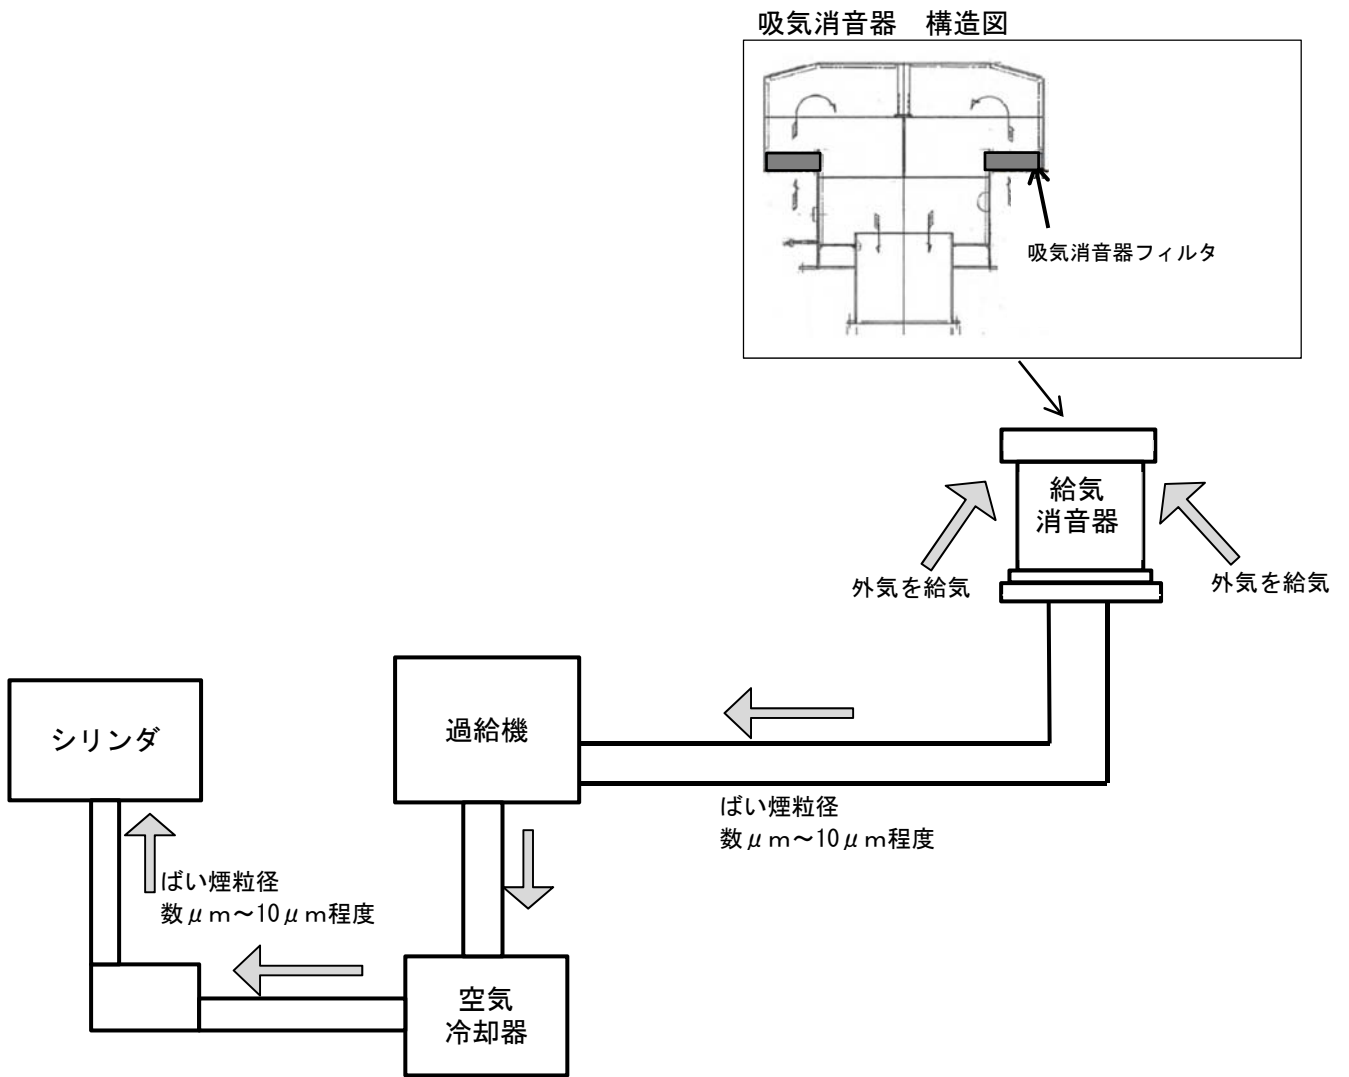 吸気消音器　構造図
吸気消音器フィルタ
給気
消音器
外気を給気
外気を給気
シリンダ
過給機
ばい煙粒径
数μm～10μm程度
ばい煙粒径
数μm～10μm程度
空気
冷却器